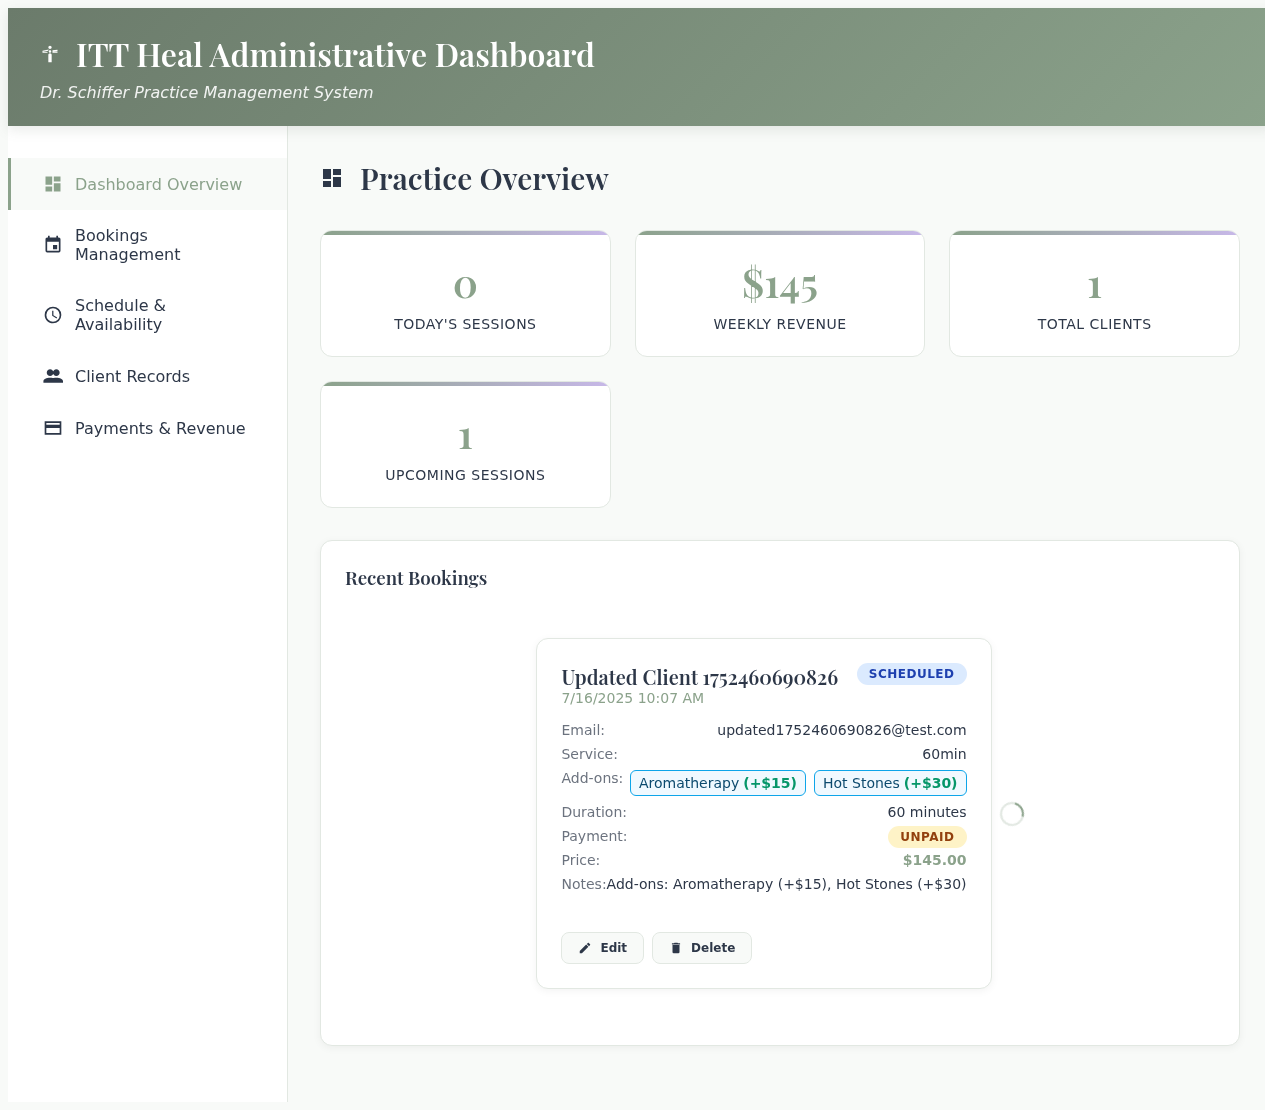 ITT Heal Administrative Dashboard
Dr. Schiffer Practice Management System
Dashboard Overview
Bookings
Management
Schedule &
Availability
Client Records
Payments & Revenue
Practice Overview
0
TODAY'S SESSIONS
$145
WEEKLY REVENUE
1
TOTAL CLIENTS
1
UPCOMING SESSIONS
Recent Bookings
Updated Client 1752460690826 SCHEDULED
7/16/2025 10:07 AM
Email: updated1752460690826@test.com
Service: 60min
Add-ons: Aromatherapy (+$15) Hot Stones (+$30)
Duration: 60 minutes
Payment: UNPAID
Price: $145.00
Notes:Add-ons: Aromatherapy (+$15), Hot Stones (+$30)
Edit Delete